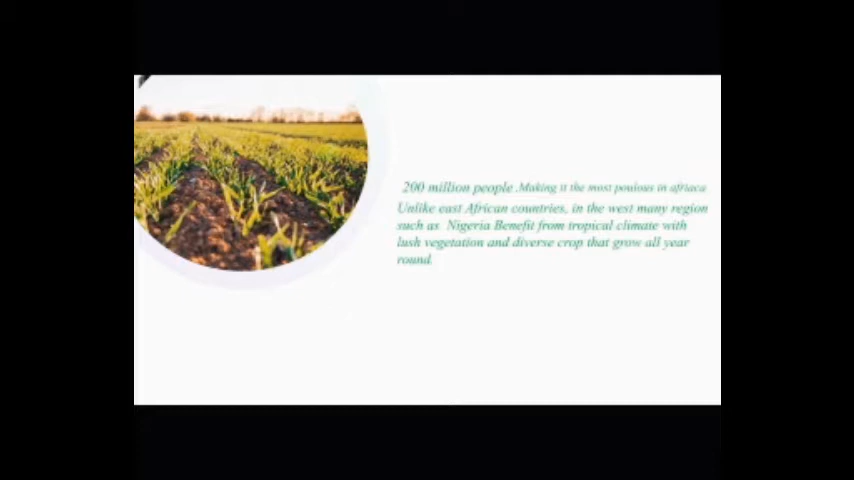 200 million people .Making it the most poulous in afriaca
Unlike east African countries, in the west many region
such as Nigeria Benefit from tropical climate with
lush vegetation and diverse crop that grow all year
round.